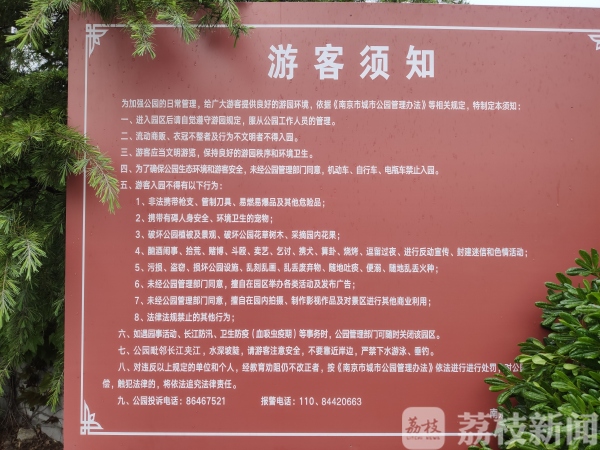 荔枝新闻
游客须知
为加强公园的日常管理，给广大游客提供良好的游园环境，依据《南京市城市公园管理办法》等相关规定，特制定本须知：
一、进入园区后请自觉遵守游园规定，服从公园工作人员的管理。
二、流动商贩、衣冠不整者及行为不文明者不得入园。
三、游客应当文明游览，保持良好的游园秩序和环境卫生。
四、为了确保公园生态环境和游客安全，未经公园管理部门同意，机动车、自行车、电瓶车禁止入园。
五、游客入园不得有以下行为：
1、非法携带枪支、管制刀具、易燃易爆品及其他危险品；
2、携带有碍人身安全、环境卫生的宠物；
3、破坏公园植被及景观、破坏公园花草树木、采摘园内花果；
4、酗酒闹事、拾荒、赌博、斗殴、卖艺、乞讨、携犬、算卦、烧烤、逗留过夜、进行反动宣传、封建迷信和色情活动；
5、污损、盗窃、损坏公园设施、乱刻乱画、乱丢废弃物、随地吐痰、便溺、随地乱丢火种；
6、未经公园管理部门同意，擅自在园区举办各类活动及发布广告；
7、未经公园管理部门同意，擅自在园内拍摄、制作影视作品及对景区进行其他商业利用；
8、法律法规禁止的其他行为；
六、如遇园事活动、长江防汛、卫生防疫（血吸虫疫期）等事务时，公园管理部门可随时关闭该园区。
七、公园毗邻长江夹江，水深坡陡，请游客注意安全，不要靠近岸边，严禁下水游泳、垂钓。
八、对违反以上规定的单位和个人，经教育劝阻仍不改正者，按《南京市城市公园管理办法》依法进行进行处罚，对公
偿，触犯法律的，将依法追究法律责任。
九、公园投诉电话：86467521 报警电话：110、84420663
南
荔枝
LITCHI NEWS
荔枝新闻